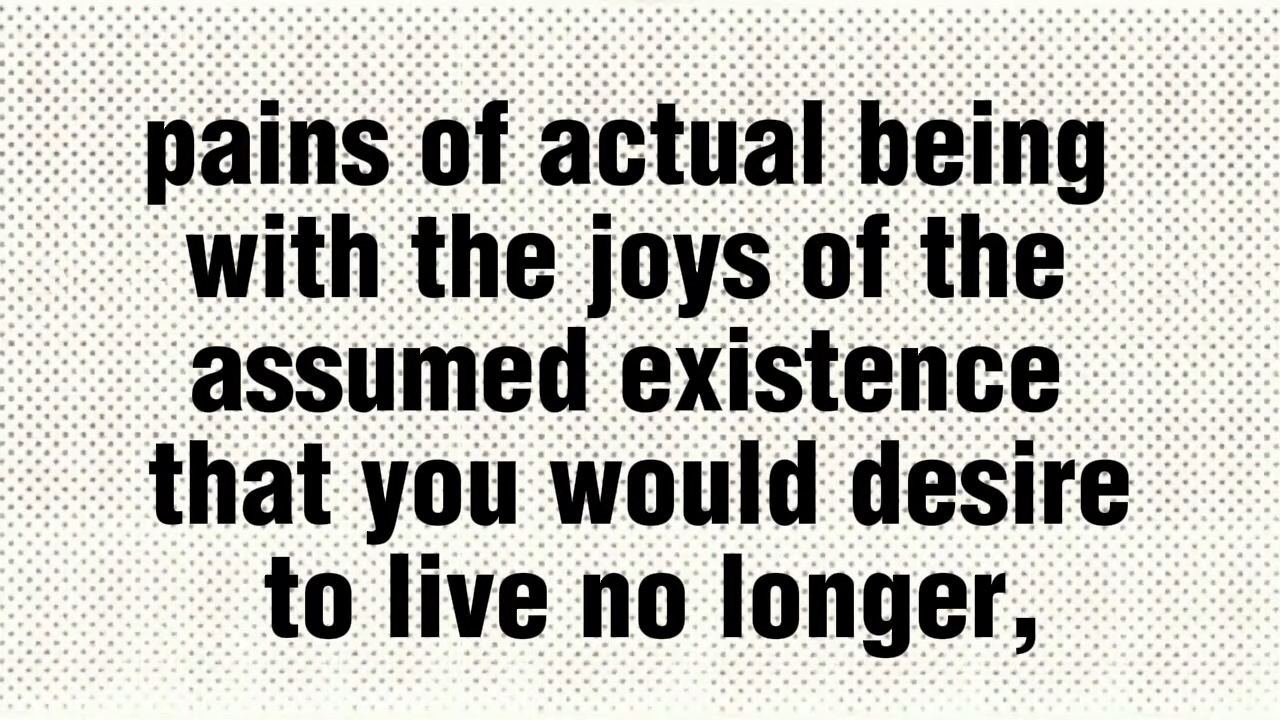 pains of actual being
with the joys of the
assumed existence
that you would desire
to live no longer,